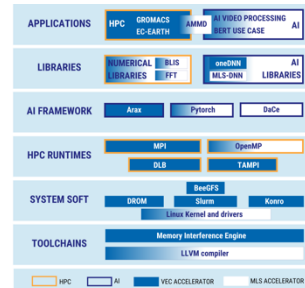 APPLICATIONS
HPC GROMACS EC-EARTH
AMMD
AI VIDEO PROCESSING
BERT USE CASE
AI
LIBRARIES
NUMERICAL LIBRARIES
BLIS
FFT
oneDNN
MLS-DNN
AI LIBRARIES
AI FRAMEWORK
Arax
Pytorch
DaCe
HPC RUNTIMES
MPI
OpenMP
DLB
TAMPI
SYSTEM SOFT
BeeGFS
DROM
Slurm
Konro
Linux Kernel and drivers
TOOLCHAINS
Memory Interference Engine
LLVM compiler
HPC
AI
VEC ACCELERATOR
MLS ACCELERATOR